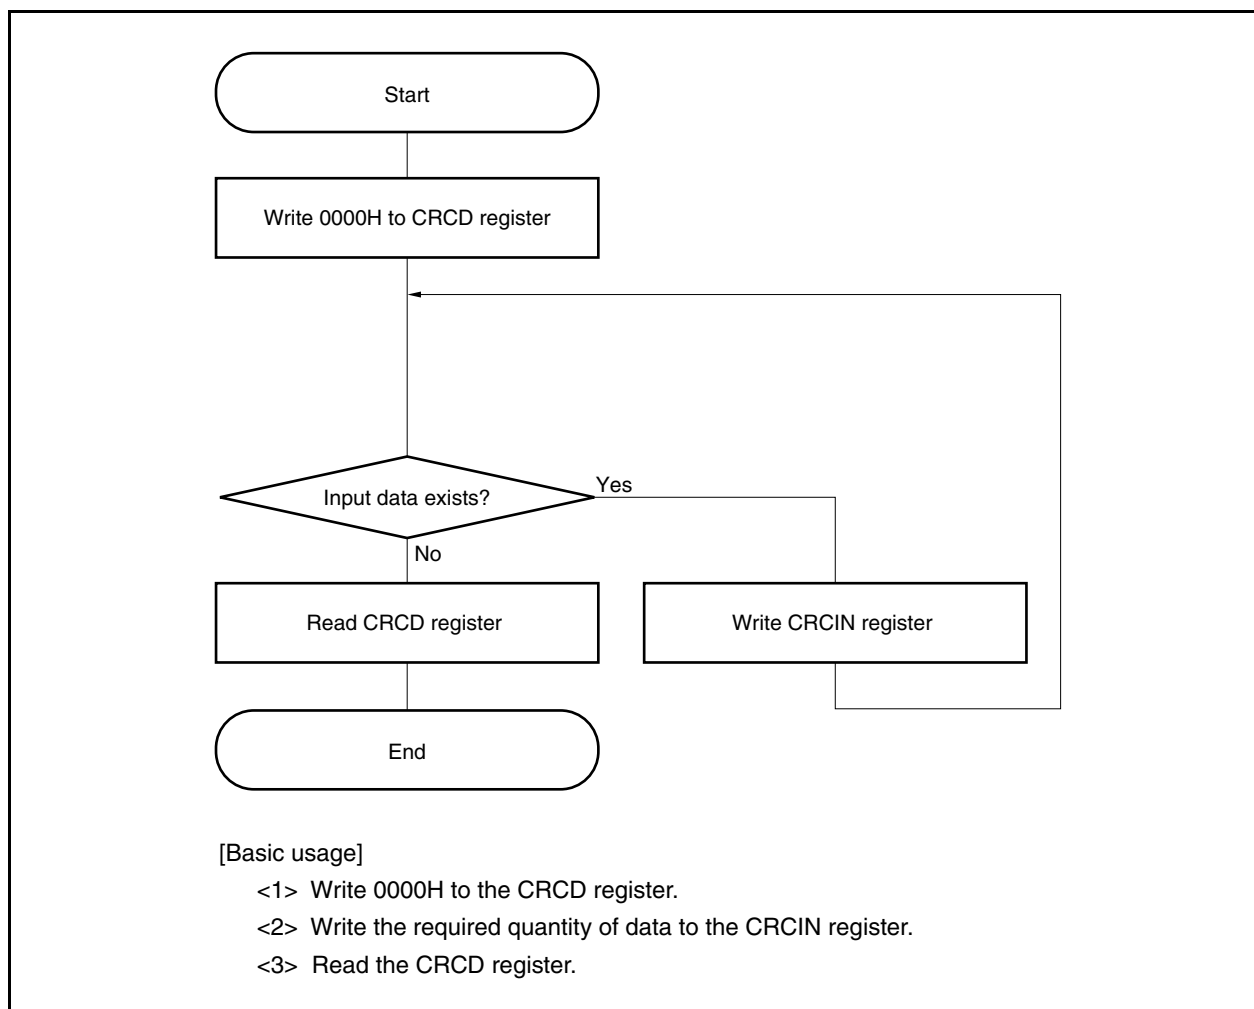 Start
Write 0000H to CRCD register
Input data exists?
Yes
No
Read CRCD register
Write CRCIN register
End
[Basic usage]
<1> Write 0000H to the CRCD register.
<2> Write the required quantity of data to the CRCIN register.
<3> Read the CRCD register.